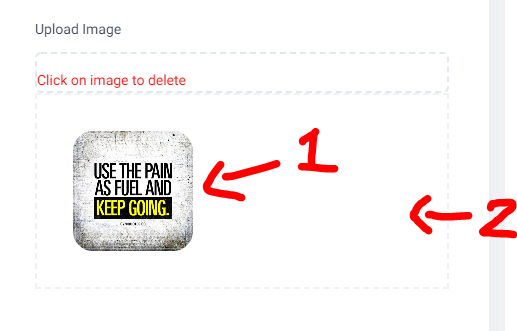 Upload Image
Click on image to delete
USE THE PAIN
AS FUEL AND
KEEP GOING.
1
2